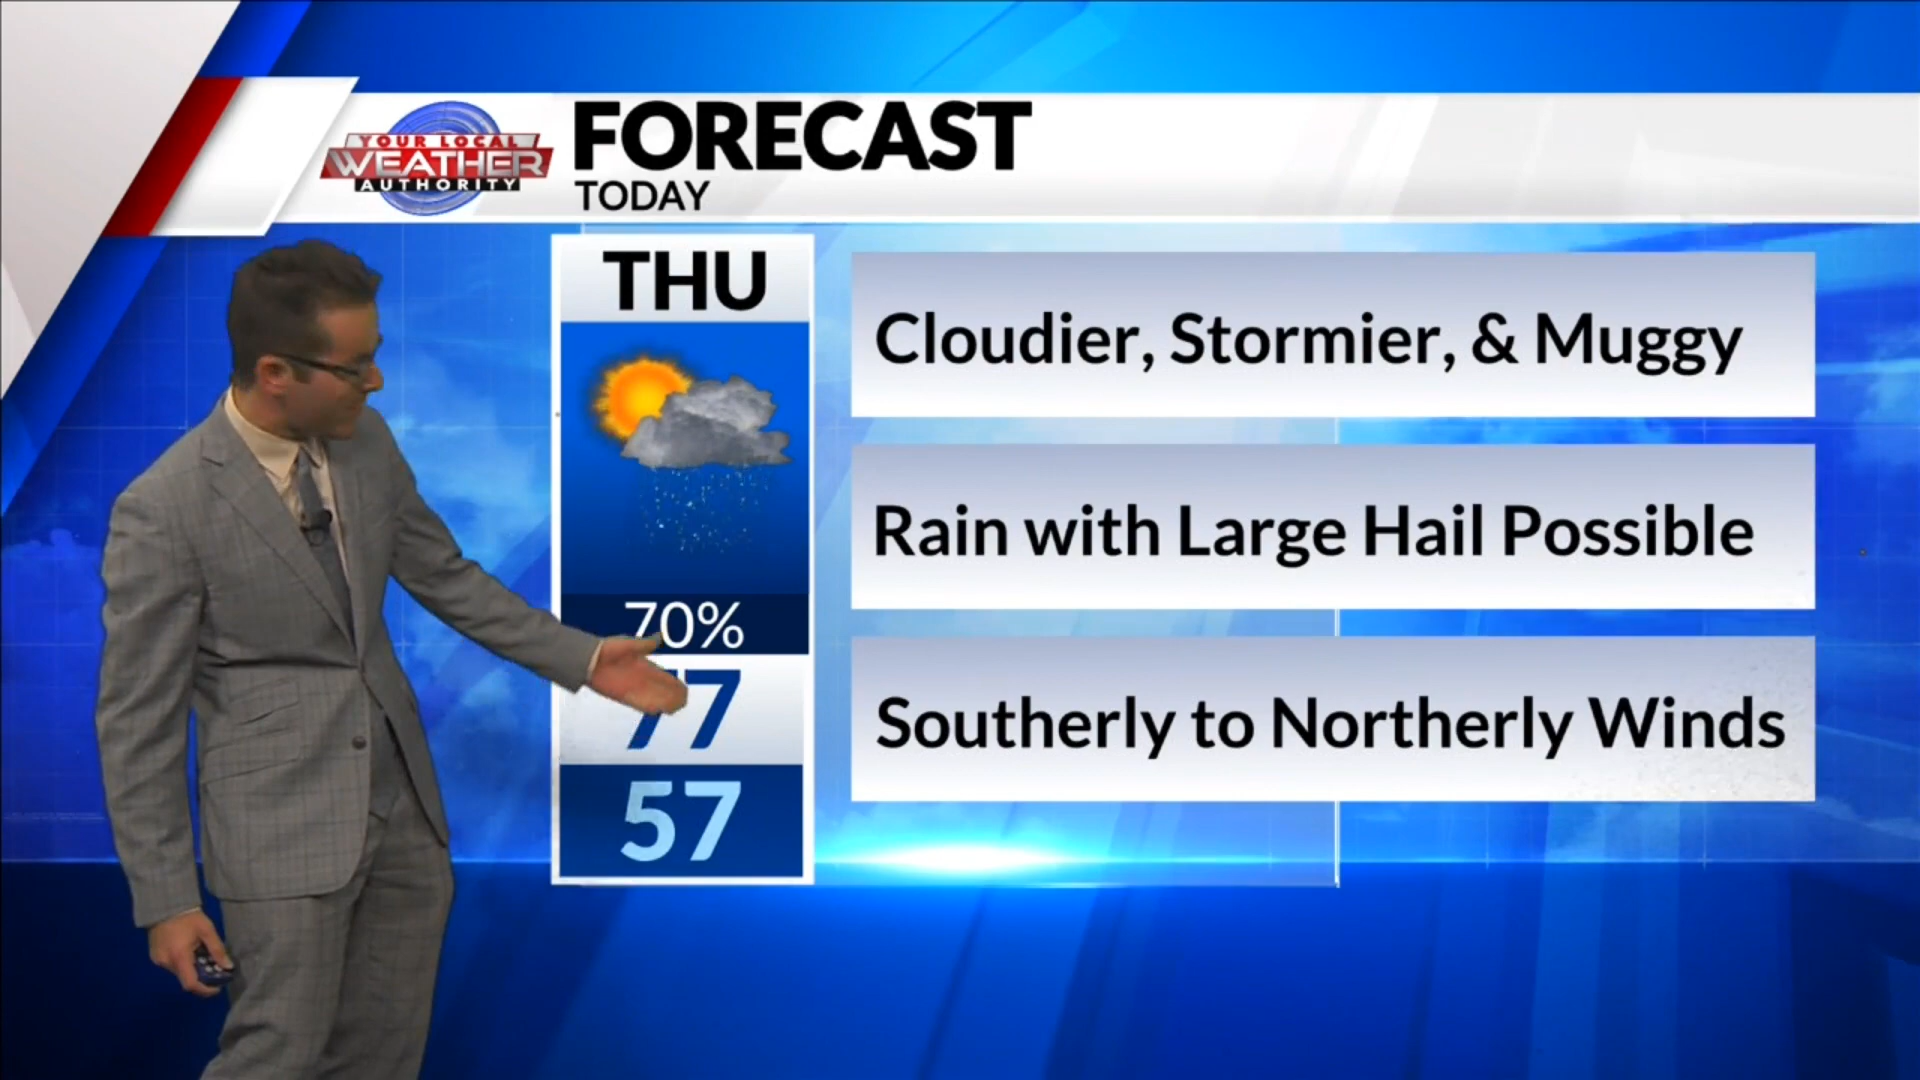 YOUR LOCAL
WEATHER
AUTHORITY
FORECAST
TODAY
THU
70%
77
57
Cloudier, Stormier, & Muggy
Rain with Large Hail Possible
Southerly to Northerly Winds